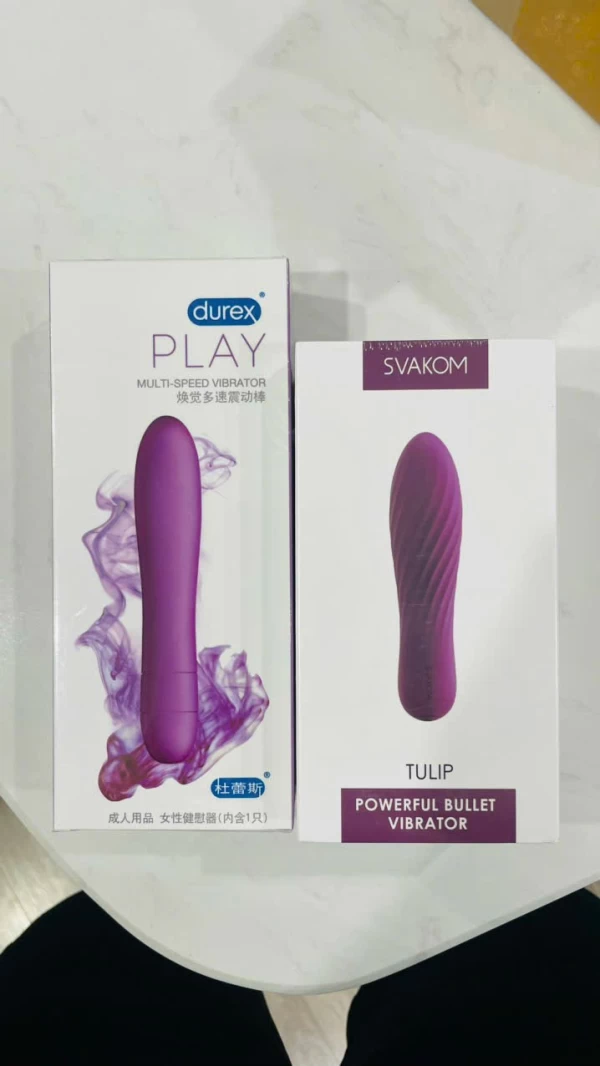 durex
PLAY
MULTI-SPEED VIBRATOR
焕觉多速震动棒
杜蕾斯
成人用品 女性健慰器(内含1只)
SVAKOM
TULIP
POWERFUL BULLET
VIBRATOR